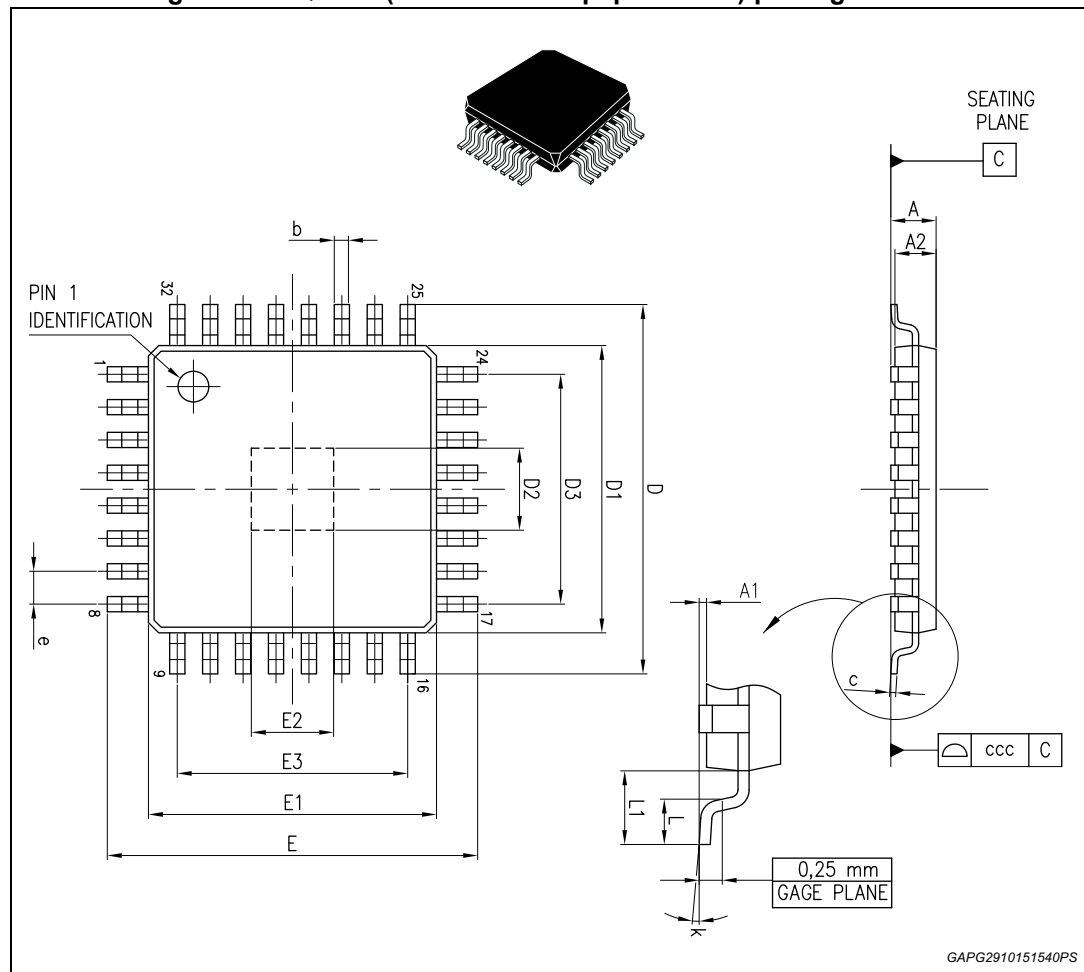 SEATING
PLANE
C
A
A2
b
PIN 1
IDENTIFICATION
32
25
1
24
D2
D3
D1
D
8
17
e
9
16
E2
E3
E1
E
A1
c
ccc
C
L1
L
0,25 mm
GAGE PLANE
k
GAPG2910151540PS